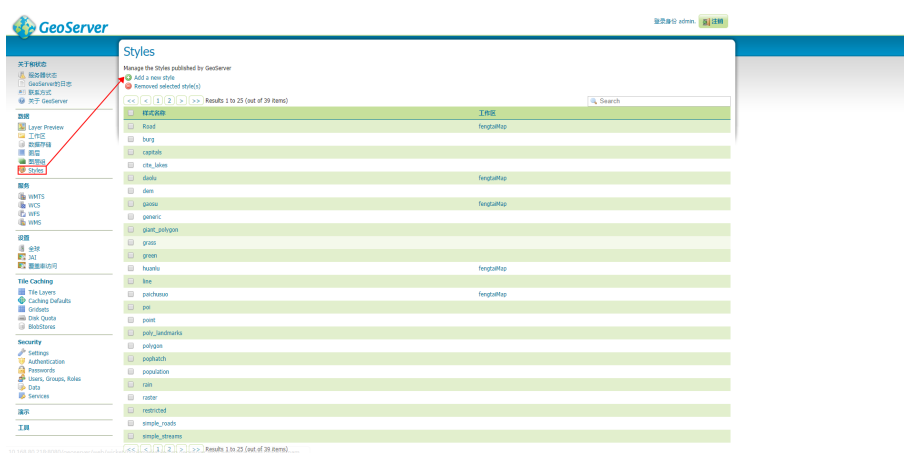 GeoServer
登录身份 admin.
注销
关于和状态
服务器状态
GeoServer的日志
联系方式
关于 GeoServer
数据
Layer Preview
工作区
数据存储
图层
图层组
Styles
服务
WMTS
WCS
WFS
WMS
设置
全球
JAI
覆盖率访问
Tile Caching
Tile Layers
Caching Defaults
Gridsets
Disk Quota
BlobStores
Security
Settings
Authentication
Passwords
Users, Groups, Roles
Data
Services
演示
工具
Styles
Manage the Styles published by GeoServer
Add a new style
Removed selected style(s)
<< < 1 2 > >> Results 1 to 25 (out of 39 items)
Search
样式名称 工作区
Road fengtaiMap
burg
capitals
cite_lakes
daolu fengtaiMap
dem
gaosu fengtaiMap
generic
giant_polygon
grass
green
huanlu fengtaiMap
line
paichusuo fengtaiMap
poi
point
poly_landmarks
polygon
pophatch
population
rain
raster
restricted
simple_roads
simple_streams
<< < 1 2 > >> Results 1 to 25 (out of 39 items)